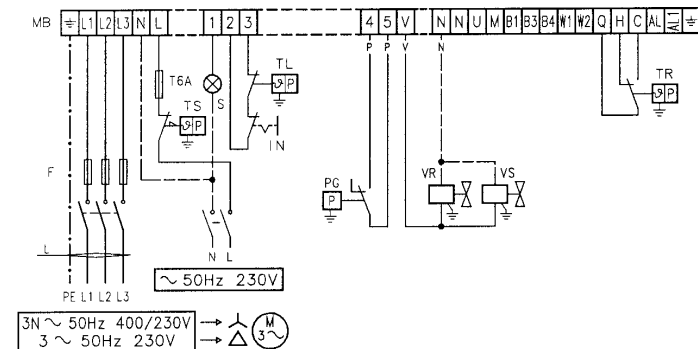 MB ⏚ L1 L2 L3 N L 1 2 3 4 5 V N N U M B1 B3 B4 W1 W2 Q H C AL AL1 ⏚
P P V N
T6A
TL
ϑ P
S
TS
ϑ P
IN
TR
ϑ P
F
PG
P
VR VS
L
N L
∼ 50Hz 230V
PE L1 L2 L3
3N ∼ 50Hz 400/230V
3 ∼ 50Hz 230V
M
3∼